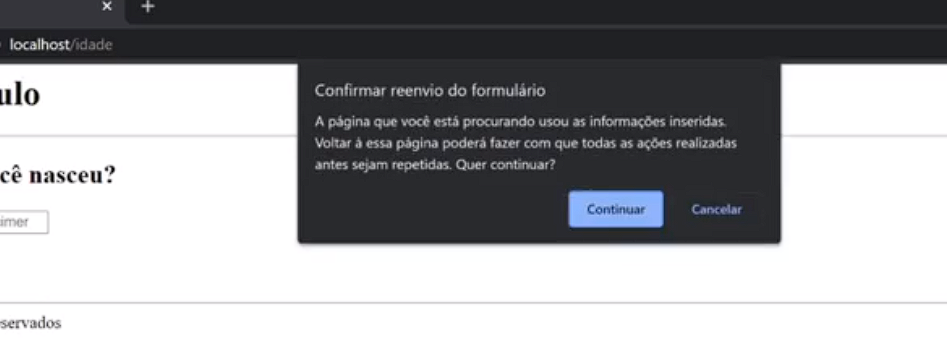 localhost/idade
ulo
Confirmar reenvio do formulário
A página que você está procurando usou as informações inseridas.
Voltar à essa página poderá fazer com que todas as ações realizadas
antes sejam repetidas. Quer continuar?
cê nasceu?
Continuar
Cancelar
imer
servados